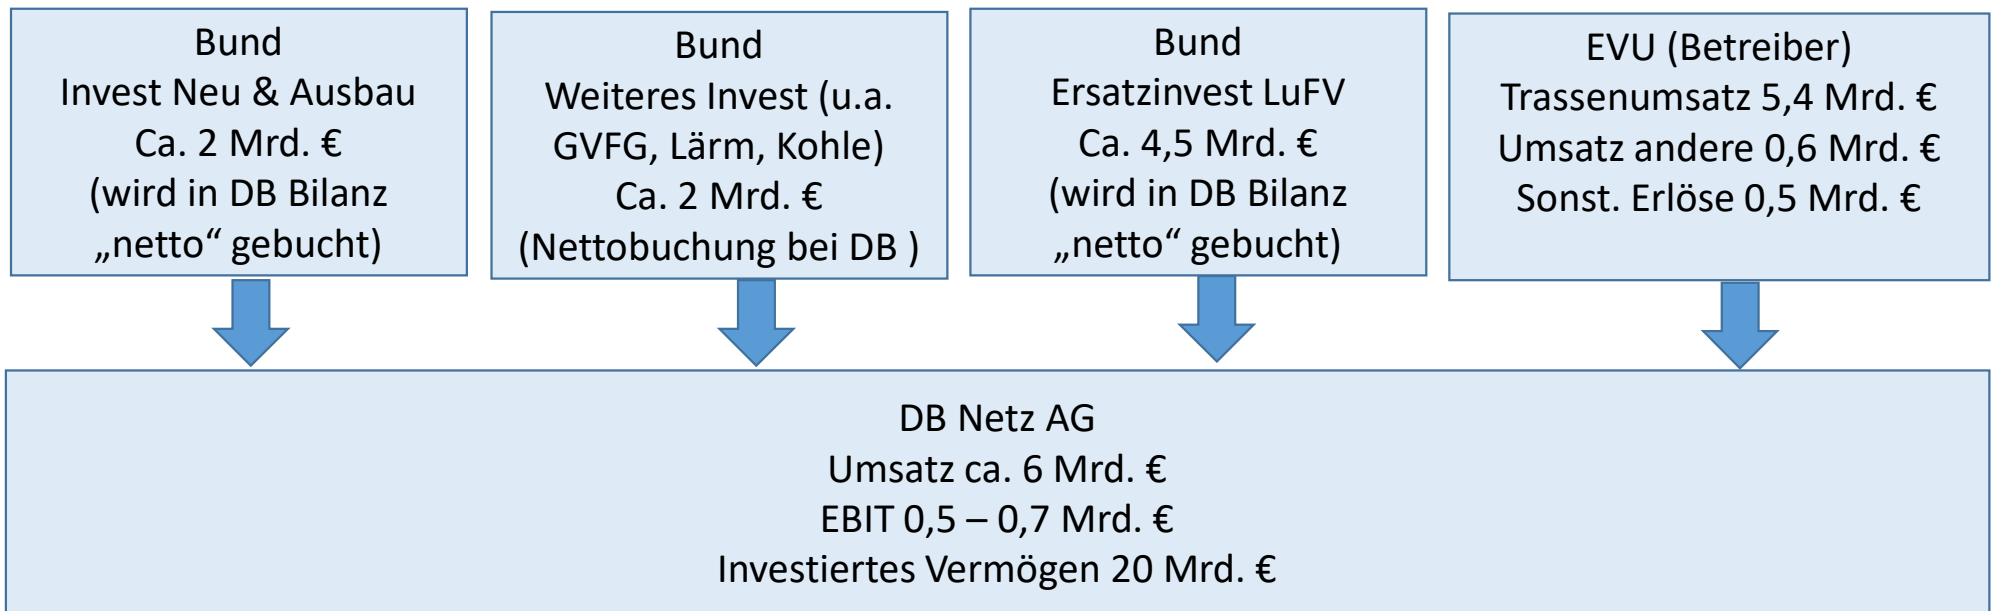 Bund
Invest Neu & Ausbau
Ca. 2 Mrd. €
(wird in DB Bilanz
„netto“ gebucht)
Bund
Weiteres Invest (u.a.
GVFG, Lärm, Kohle)
Ca. 2 Mrd. €
(Nettobuchung bei DB )
Bund
Ersatzinvest LuFV
Ca. 4,5 Mrd. €
(wird in DB Bilanz
„netto“ gebucht)
EVU (Betreiber)
Trassenumsatz 5,4 Mrd. €
Umsatz andere 0,6 Mrd. €
Sonst. Erlöse 0,5 Mrd. €
DB Netz AG
Umsatz ca. 6 Mrd. €
EBIT 0,5 – 0,7 Mrd. €
Investiertes Vermögen 20 Mrd. €